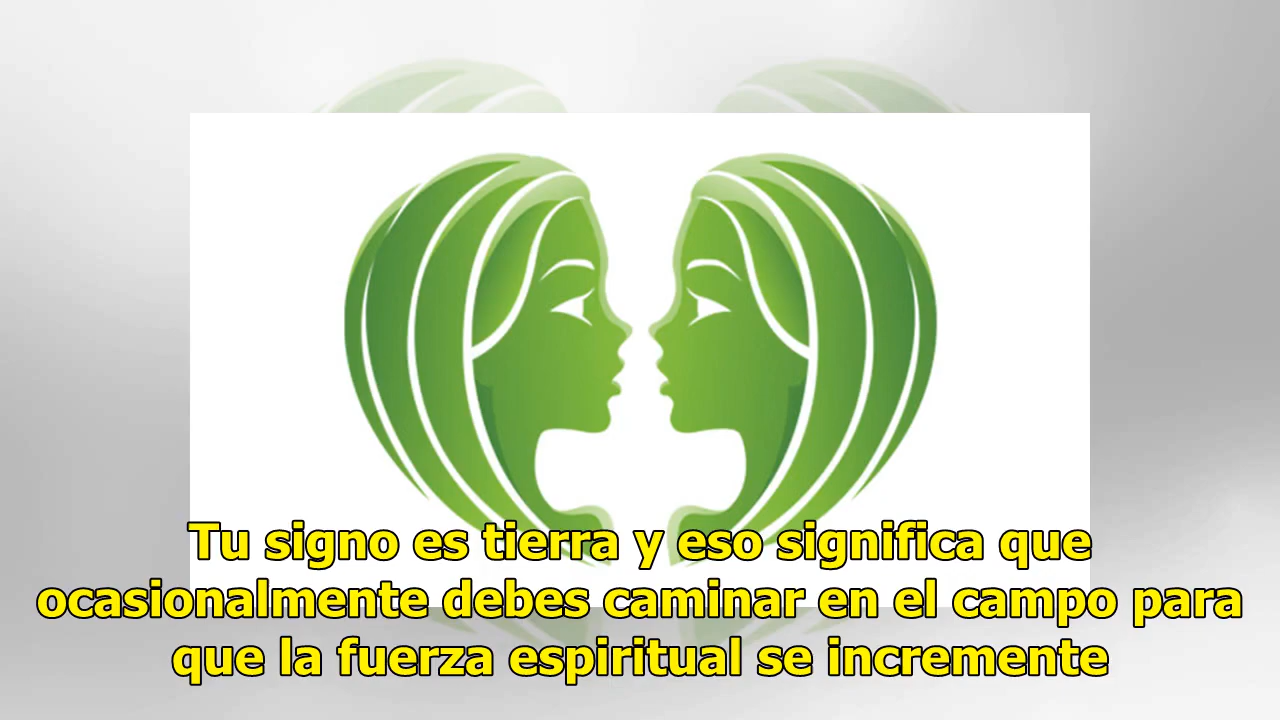 Tu signo es tierra y eso significa que
ocasionalmente debes caminar en el campo para
que la fuerza espiritual se incremente